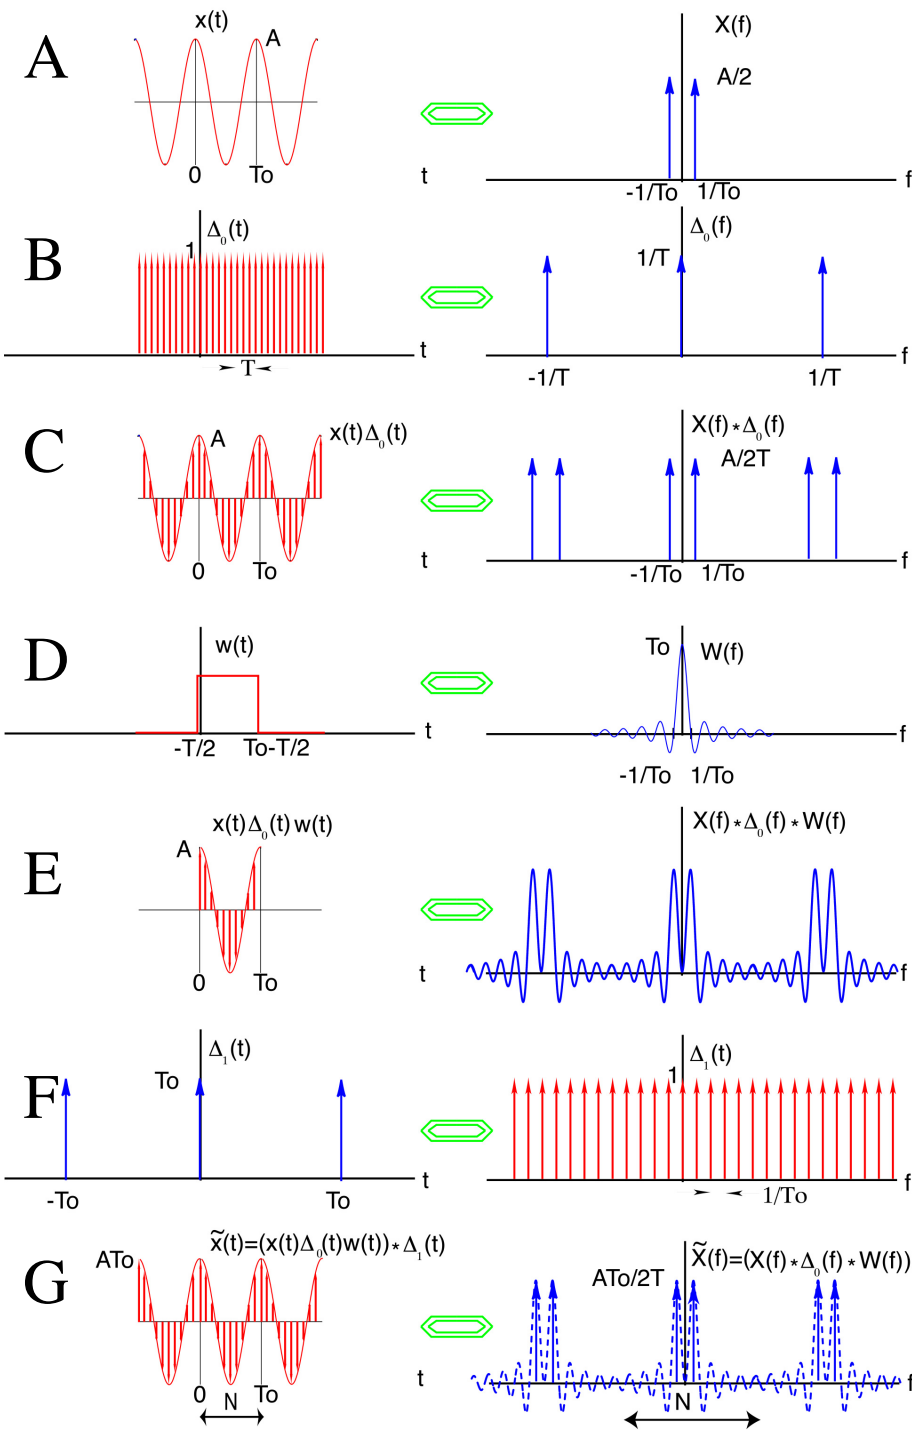 A
x(t)
A
0
To
t
X(f)
A/2
-1/To
1/To
f
B
Δ₀(t)
1
T
t
Δ₀(f)
1/T
-1/T
1/T
f
C
A
x(t)Δ₀(t)
0
To
t
X(f)*Δ₀(f)
A/2T
-1/To
1/To
f
D
w(t)
-T/2
To-T/2
t
To
W(f)
-1/To
1/To
f
E
x(t)Δ₀(t)w(t)
A
0
To
t
X(f)*Δ₀(f)*W(f)
f
F
Δ₁(t)
To
-To
To
t
Δ₁(t)
1
1/To
f
G
x̃(t)=(x(t)Δ₀(t)w(t))*Δ₁(t)
ATo
0
N
To
t
X̃(f)=(X(f)*Δ₀(f)*W(f))
ATo/2T
N
f